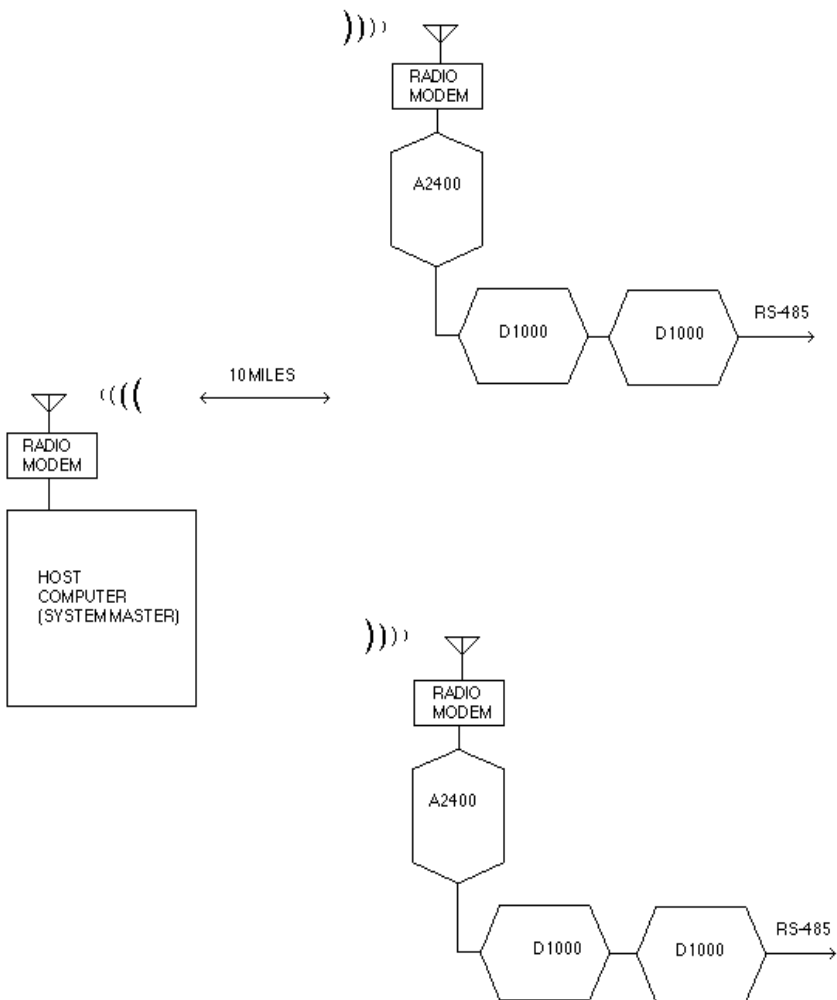 RADIO
MODEM
A2400
D1000
D1000
RS-485
10 MILES
RADIO
MODEM
HOST
COMPUTER
(SYSTEM MASTER)
RADIO
MODEM
A2400
D1000
D1000
RS-485